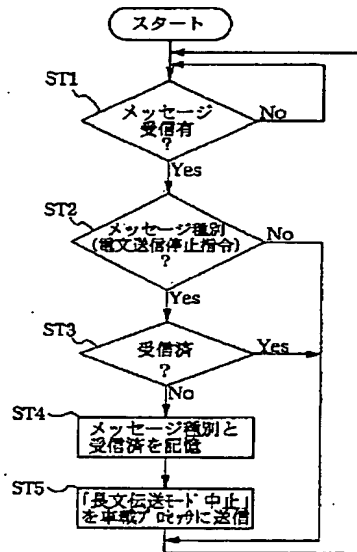 スタート
ST1
メッセージ
受信有
?
No
Yes
ST2
メッセージ種別
(電文送信停止指令)
?
No
Yes
ST3
受信済
?
Yes
No
ST4
メッセージ種別と
受信済を記憶
ST5
「長文伝送モード中止」
を車載プロセッサに送信